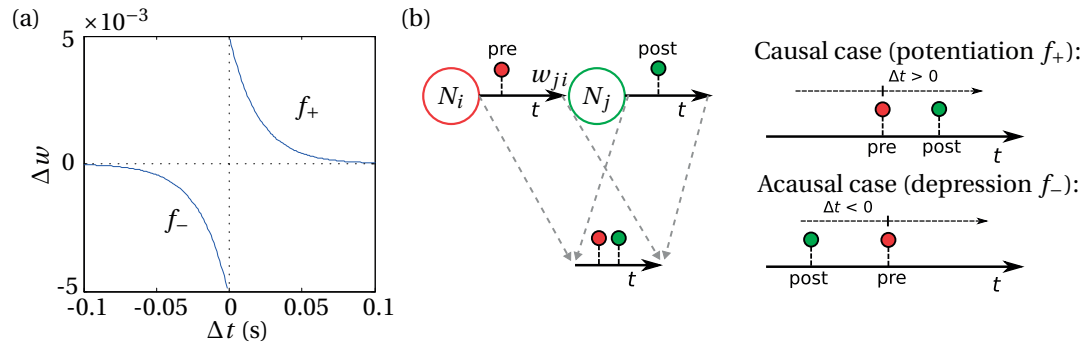 (a)
×10⁻³
5
0
-5
Δw
f₊
f₋
-0.1 -0.05 0 0.05 0.1
Δt (s)
(b)
pre
post
Nᵢ
wⱼᵢ
Nⱼ
t
t
t
Causal case (potentiation f₊):
Δt > 0
pre post
t
Acausal case (depression f₋):
Δt < 0
post pre
t